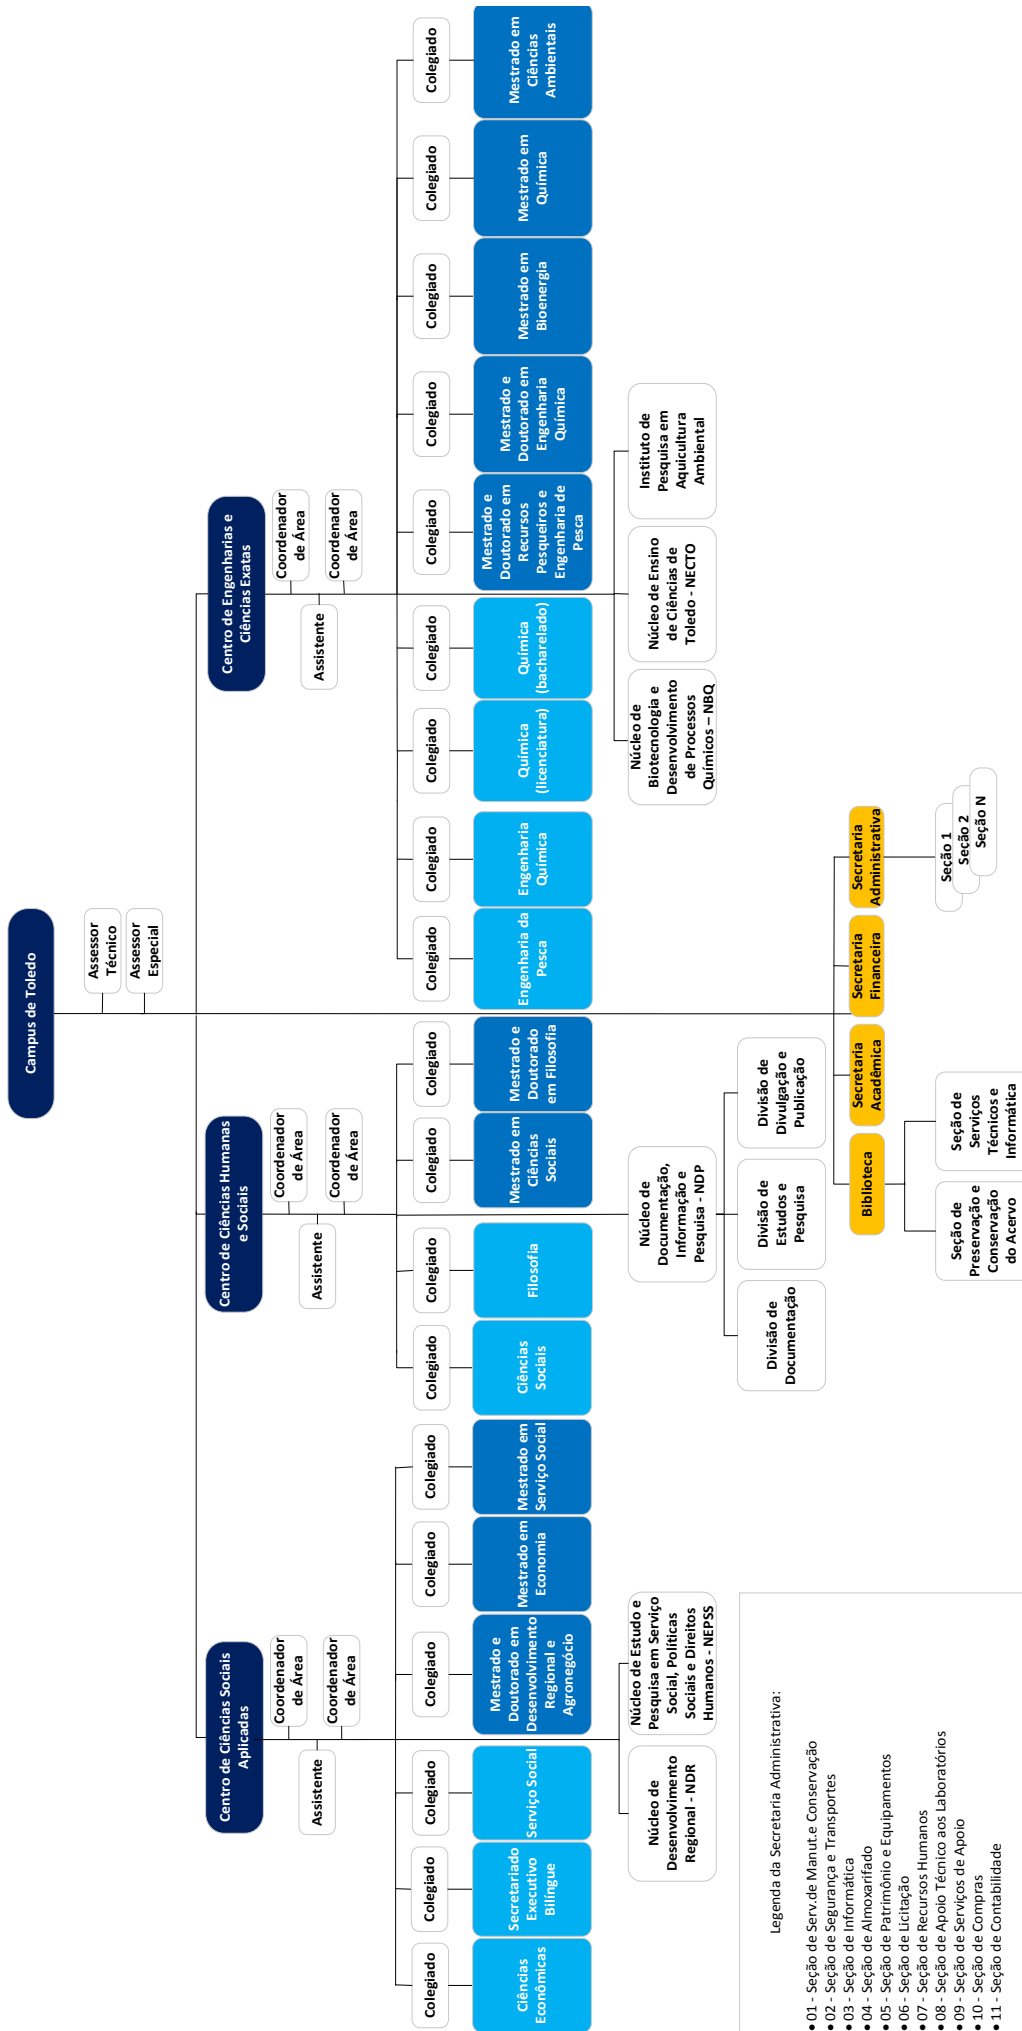 Campus de Toledo
Assessor
Técnico
Assessor
Especial
Centro de Ciências Sociais
Aplicadas
Coordenador
de Área
Assistente
Coordenador
de Área
Colegiado
Colegiado
Colegiado
Colegiado
Colegiado
Colegiado
Ciências
Econômicas
Secretariado
Executivo
Bilíngue
Serviço Social
Mestrado e
Doutorado em
Desenvolvimento
Regional e
Agronegócio
Mestrado em
Economia
Mestrado em
Serviço Social
Núcleo de
Desenvolvimento
Regional - NDR
Núcleo de Estudo e
Pesquisa em Serviço
Social, Políticas
Sociais e Direitos
Humanos - NEPSS
Centro de Ciências Humanas
e Sociais
Coordenador
de Área
Assistente
Coordenador
de Área
Colegiado
Colegiado
Colegiado
Colegiado
Ciências
Sociais
Filosofia
Mestrado em
Ciências
Sociais
Mestrado e
Doutorado
em Filosofia
Núcleo de
Documentação,
Informação e
Pesquisa - NDP
Divisão de
Documentação
Divisão de
Estudos e
Pesquisa
Divisão de
Divulgação e
Publicação
Centro de Engenharias e
Ciências Exatas
Coordenador
de Área
Assistente
Coordenador
de Área
Colegiado
Colegiado
Colegiado
Colegiado
Colegiado
Colegiado
Colegiado
Colegiado
Colegiado
Engenharia da
Pesca
Engenharia
Química
Química
(licenciatura)
Química
(bacharelado)
Mestrado e
Doutorado em
Recursos
Pesqueiros e
Engenharia de
Pesca
Mestrado e
Doutorado em
Engenharia
Química
Mestrado em
Bioenergia
Mestrado em
Química
Mestrado em
Ciências
Ambientais
Núcleo de
Biotecnologia e
Desenvolvimento
de Processos
Químicos – NBQ
Núcleo de Ensino
de Ciências de
Toledo - NECTO
Instituto de
Pesquisa em
Aquicultura
Ambiental
Biblioteca
Secretaria
Acadêmica
Secretaria
Financeira
Secretaria
Administrativa
Seção de
Preservação e
Conservação
do Acervo
Seção de
Serviços
Técnicos e
Informática
Seção 1
Seção 2
Seção N
Legenda da Secretaria Administrativa:
• 01 - Seção de Serv.de Manut.e Conservação
• 02 - Seção de Segurança e Transportes
• 03 - Seção de Informática
• 04 - Seção de Almoxarifado
• 05 - Seção de Patrimônio e Equipamentos
• 06 - Seção de Licitação
• 07 - Seção de Recursos Humanos
• 08 - Seção de Apoio Técnico aos Laboratórios
• 09 - Seção de Serviços de Apoio
• 10 - Seção de Compras
• 11 - Seção de Contabilidade